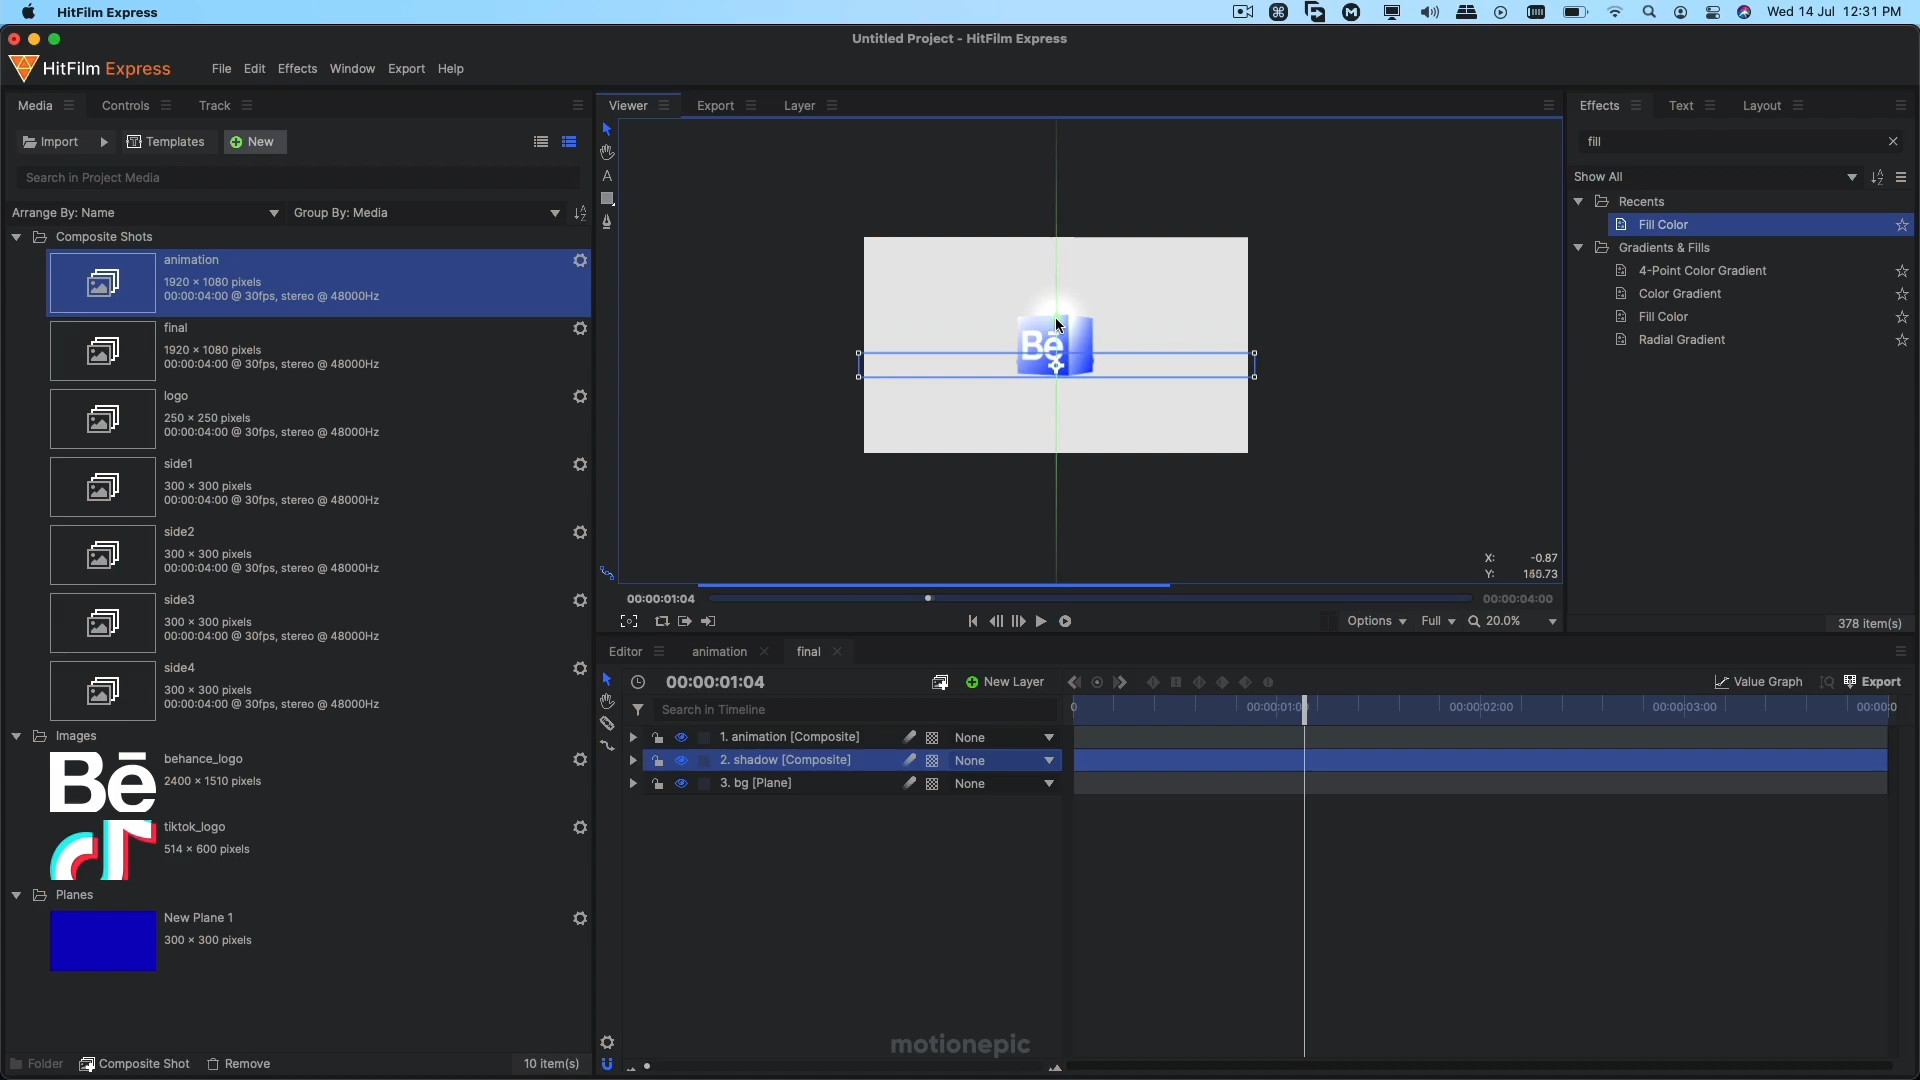 HitFilm Express
Wed 14 Jul 12:31 PM
Untitled Project - HitFilm Express
HitFilm Express
File Edit Effects Window Export Help
Media Controls Track
Viewer Export Layer
Effects Text Layout
Import Templates New
fill
Search in Project Media
Show All
Arrange By: Name Group By: Media
Recents
Fill Color
Gradients & Fills
4-Point Color Gradient
Color Gradient
Fill Color
Radial Gradient
378 item(s)
Composite Shots
animation
1920 × 1080 pixels
00:00:04:00 @ 30fps, stereo @ 48000Hz
final
1920 × 1080 pixels
00:00:04:00 @ 30fps, stereo @ 48000Hz
logo
250 × 250 pixels
00:00:04:00 @ 30fps, stereo @ 48000Hz
side1
300 × 300 pixels
00:00:04:00 @ 30fps, stereo @ 48000Hz
side2
300 × 300 pixels
00:00:04:00 @ 30fps, stereo @ 48000Hz
side3
300 × 300 pixels
00:00:04:00 @ 30fps, stereo @ 48000Hz
side4
300 × 300 pixels
00:00:04:00 @ 30fps, stereo @ 48000Hz
Images
Bē
behance_logo
2400 × 1510 pixels
tiktok_logo
514 × 600 pixels
Planes
New Plane 1
300 × 300 pixels
Folder Composite Shot Remove 10 item(s)
Bē
X: -0.87
Y:
00:00:01:04 00:00:04:00
Options Full 20.0%
Editor animation final
00:00:01:04 New Layer Value Graph Export
Search in Timeline
0 00:00:01:0 00:00:02:00 00:00:03:00 00:00:0
1. animation [Composite] None
2. shadow [Composite] None
3. bg [Plane] None
motionepic